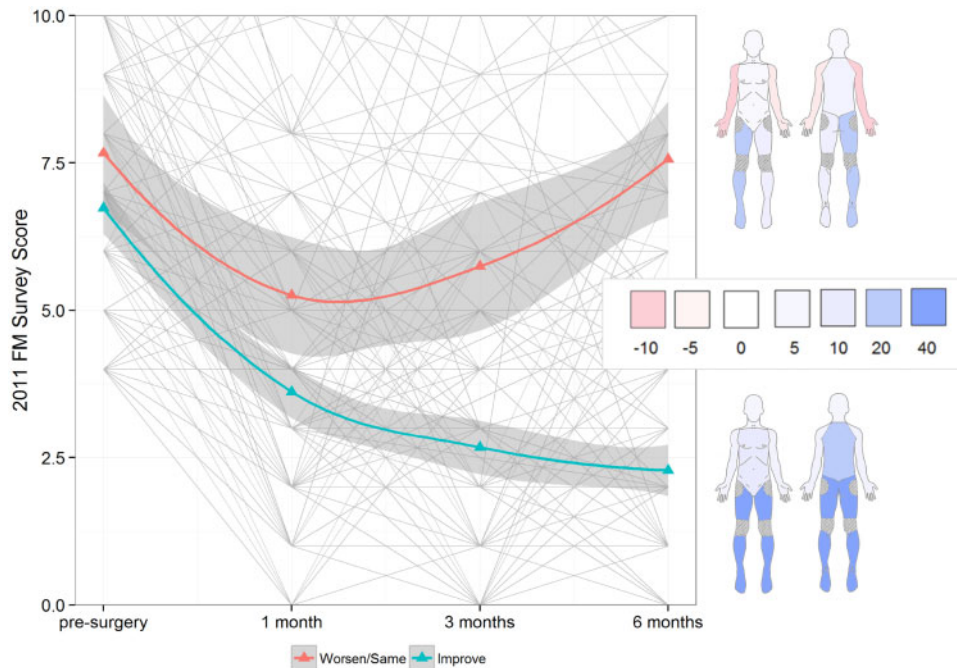 10.0
7.5
5.0
2.5
0.0
2011 FM Survey Score
pre-surgery 1 month 3 months 6 months
Worsen/Same Improve
-10 -5 0 5 10 20 40